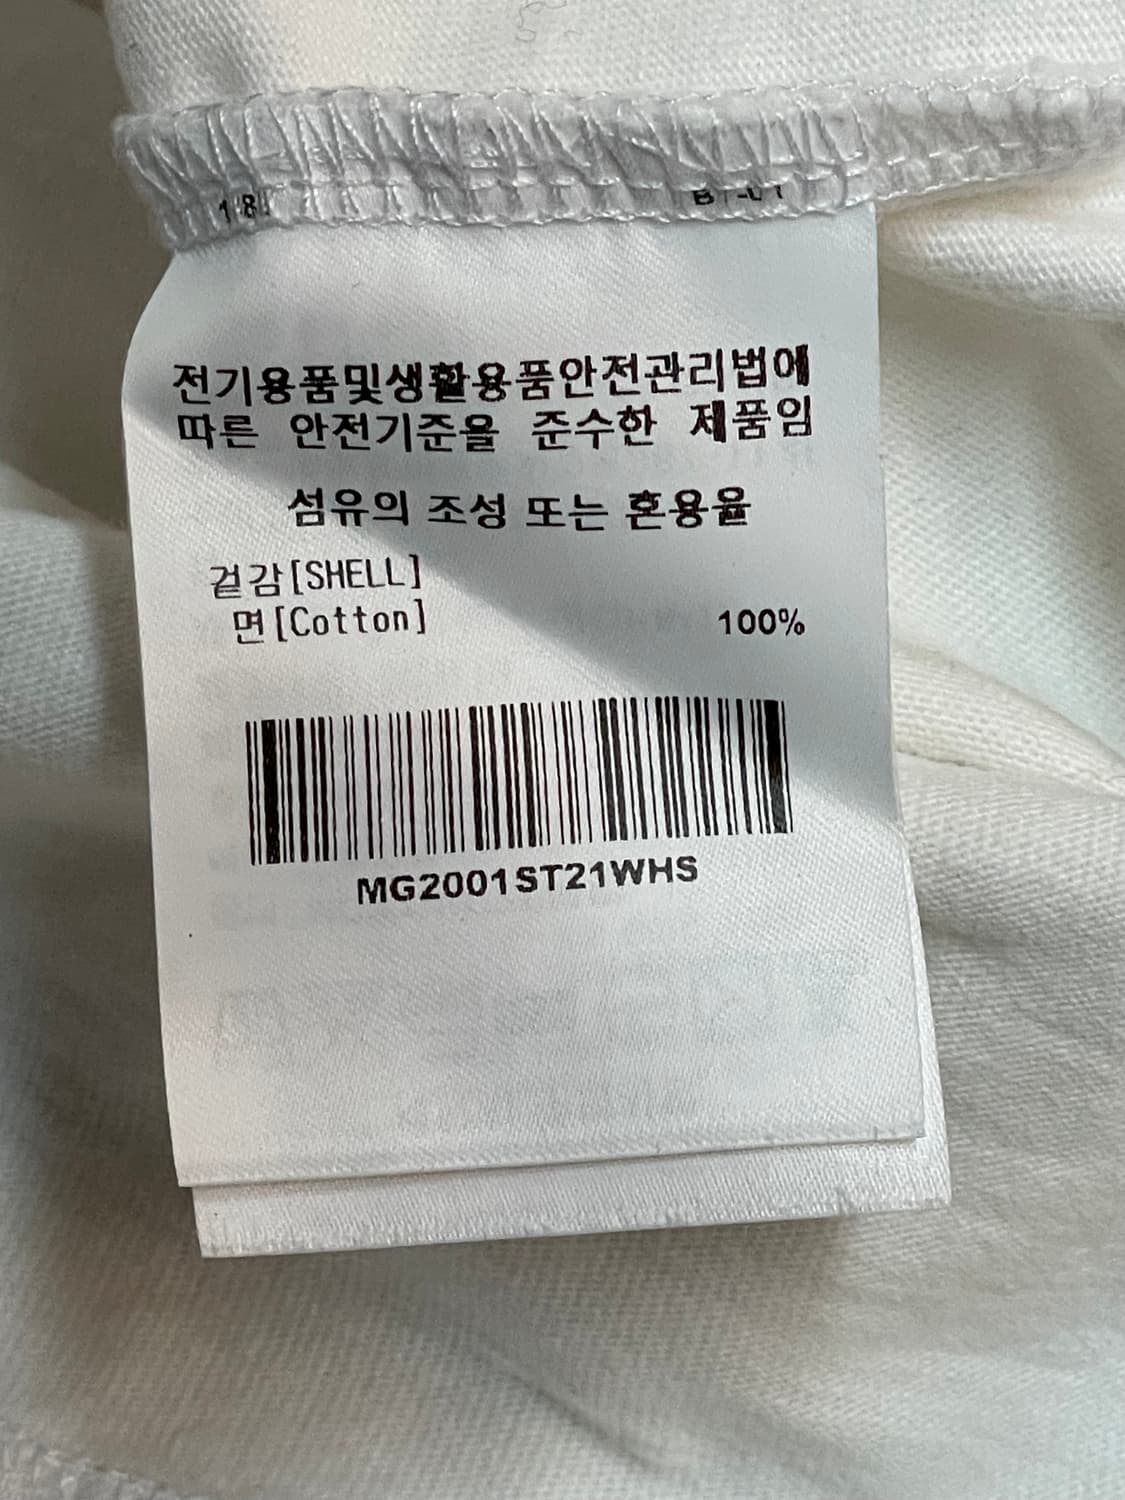 전기용품및생활용품안전관리법에
따른 안전기준을 준수한 제품임
섬유의 조성 또는 혼용율
겉감[SHELL]
면[Cotton] 100%
MG2001ST21WHS